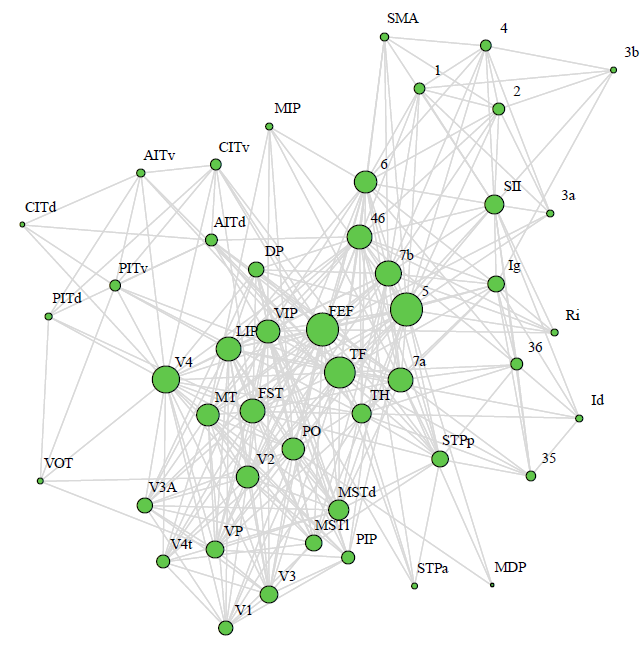 SMA
4
3b
1
2
MIP
CITv
AITv
6
SII
3a
CITd
46
AITd
DP
7b
Ig
PITv
5
PITd
VIP
FEF
Ri
LIP
TF
7a
36
V4
MT
FST
TH
Id
PO
STPp
VOT
V2
35
V3A
MSTd
VP
MSTl
PIP
V4t
STPa
MDP
V3
V1